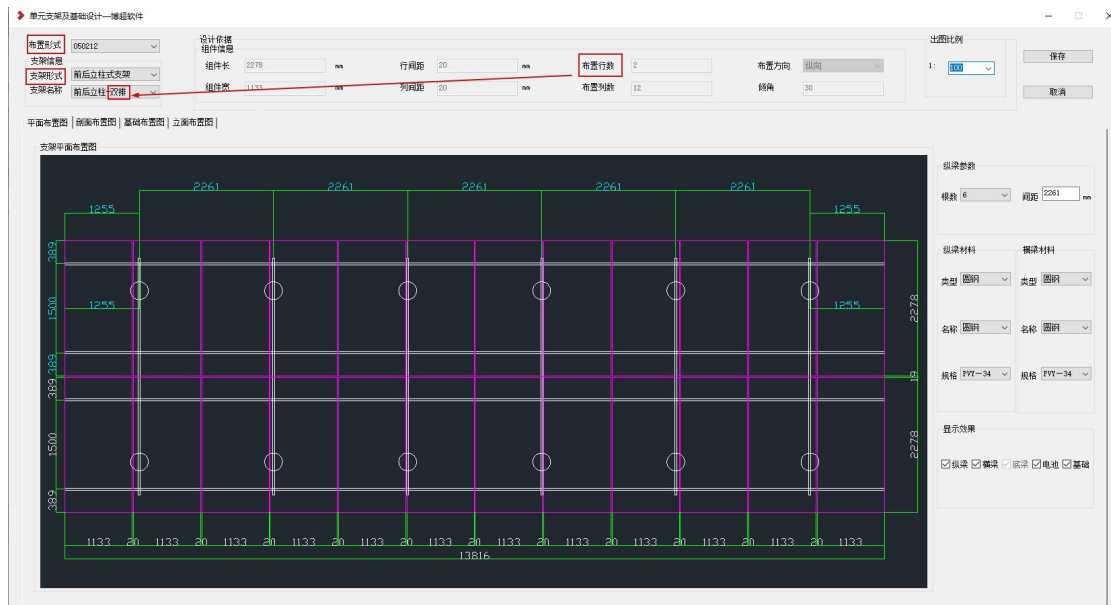 单元支架及基础设计—博超软件
布置形式 050212
支架信息
支架形式 前后立柱式支架
支架名称 前后立柱-双排
设计依据
组件信息
组件长 2278 mm 行间距 20 mm 布置行数 2 布置方向 纵向
组件宽 1133 mm 列间距 20 mm 布置列数 12 倾角 30
出图比例
1: 100
保存
取消
平面布置图 剖面布置图 基础布置图 立面布置图
支架平面布置图
2261 2261 2261 2261 2261
1255 1255
389
1500
1255 1255
2278
389
19
389
1500
2278
389
1133 20 1133 20 1133 20 1133 20 1133 20 1133 20 1133 20 1133 20 1133 20 1133 20 1133 20 1133
13816
纵梁参数
根数 6 间距 2261 mm
纵梁材料 横梁材料
类型 圆钢 类型 圆钢
名称 圆钢 名称 圆钢
规格 PVY-34 规格 PVY-34
显示效果
纵梁 横梁 底梁 电池 基础